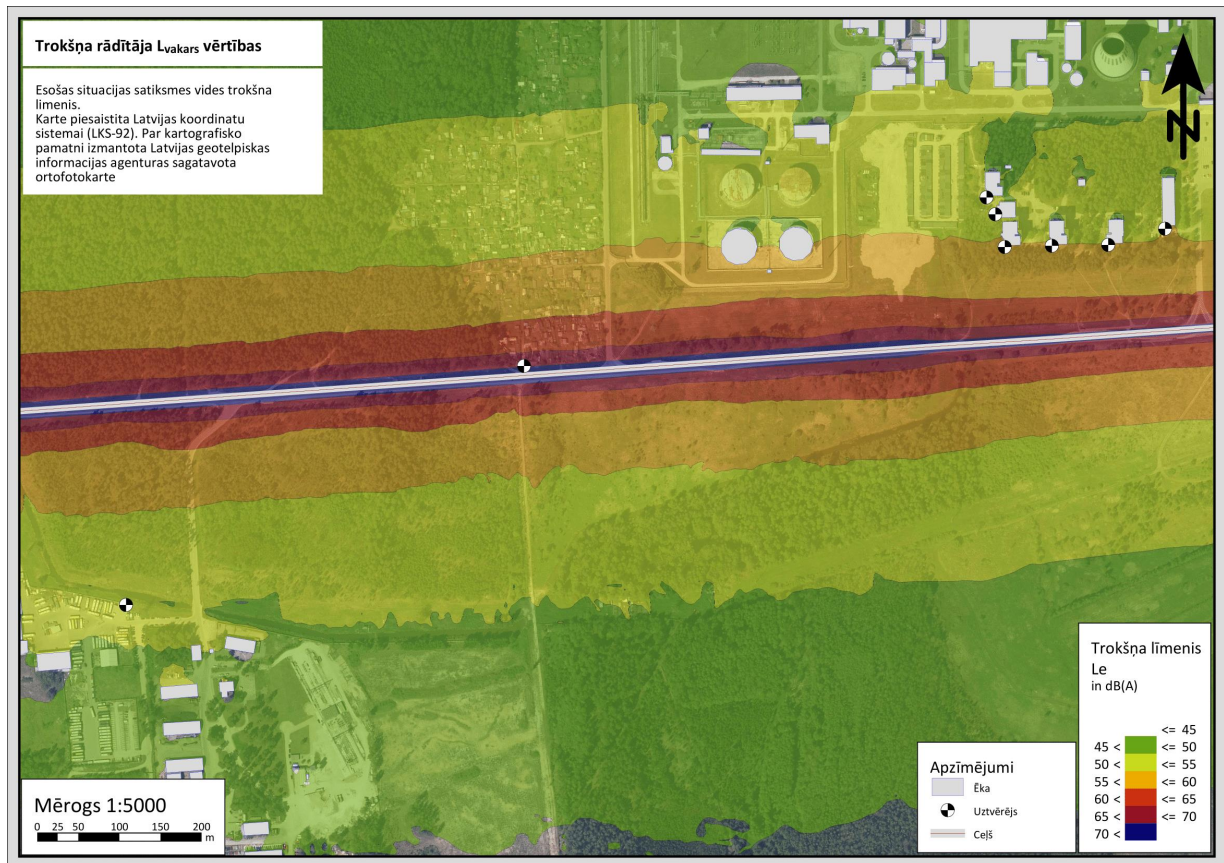 Trokšņa rādītāja Lvakars vērtības
Esošas situacijas satiksmes vides trokšna
limenis.
Karte piesaistita Latvijas koordinatu
sistemai (LKS-92). Par kartografisko
pamatni izmantota Latvijas geotelpiskas
informacijas agenturas sagatavota
ortofotokarte
N
Trokšņa līmenis
Le
in dB(A)
<= 45
45 < <= 50
50 < <= 55
55 < <= 60
60 < <= 65
65 < <= 70
70 <
Apzīmējumi
Ēka
Uztvērējs
Ceļš
Mērogs 1:5000
0 25 50 100 150 200
m